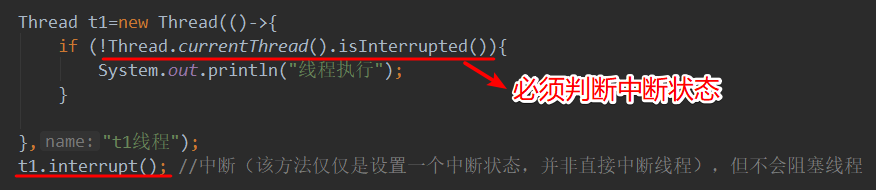 Thread t1=new Thread(()->{
if (!Thread.currentThread().isInterrupted()){
System.out.println("线程执行");
}
必须判断中断状态
}, name: "t1线程");
t1.interrupt(); //中断（该方法仅仅是设置一个中断状态，并非直接中断线程），但不会阻塞线程